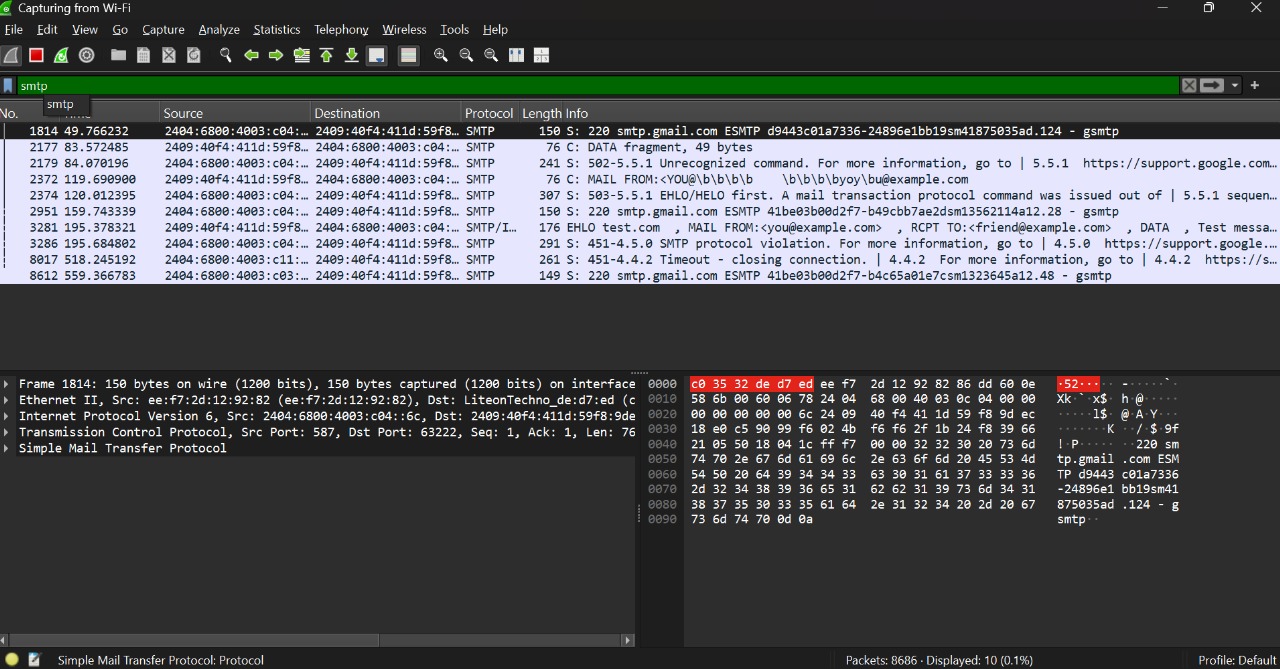 Capturing from Wi-Fi
File Edit View Go Capture Analyze Statistics Telephony Wireless Tools Help
smtp
smtp
No. Source Destination Protocol Length Info
1814 49.766232 2404:6800:4003:c04:… 2409:40f4:411d:59f8… SMTP 150 S: 220 smtp.gmail.com ESMTP d9443c01a7336-24896e1bb19sm41875035ad.124 - gsmtp
2177 83.572485 2409:40f4:411d:59f8… 2404:6800:4003:c04:… SMTP 76 C: DATA fragment, 49 bytes
2179 84.070196 2404:6800:4003:c04:… 2409:40f4:411d:59f8… SMTP 241 S: 502-5.5.1 Unrecognized command. For more information, go to | 5.5.1 https://support.google.com…
2372 119.690900 2409:40f4:411d:59f8… 2404:6800:4003:c04:… SMTP 76 C: MAIL FROM:<YOU@\b\b\b\b \b\b\b\byoy\bu@example.com
2374 120.012395 2404:6800:4003:c04:… 2409:40f4:411d:59f8… SMTP 307 S: 503-5.5.1 EHLO/HELO first. A mail transaction protocol command was issued out of | 5.5.1 sequen…
2951 159.743339 2404:6800:4003:c04:… 2409:40f4:411d:59f8… SMTP 150 S: 220 smtp.gmail.com ESMTP 41be03b00d2f7-b49cbb7ae2dsm13562114a12.28 - gsmtp
3281 195.378321 2409:40f4:411d:59f8… 2404:6800:4003:c04:… SMTP/I… 176 EHLO test.com , MAIL FROM:<you@example.com> , RCPT TO:<friend@example.com> , DATA , Test messa…
3286 195.684802 2404:6800:4003:c04:… 2409:40f4:411d:59f8… SMTP 291 S: 451-4.5.0 SMTP protocol violation. For more information, go to | 4.5.0 https://support.google.…
8017 518.245192 2404:6800:4003:c11:… 2409:40f4:411d:59f8… SMTP 261 S: 451-4.4.2 Timeout - closing connection. | 4.4.2 For more information, go to | 4.4.2 https://s…
8612 559.366783 2404:6800:4003:c03:… 2409:40f4:411d:59f8… SMTP 149 S: 220 smtp.gmail.com ESMTP 41be03b00d2f7-b4c65a01e7csm1323645a12.48 - gsmtp
Frame 1814: 150 bytes on wire (1200 bits), 150 bytes captured (1200 bits) on interface
Ethernet II, Src: ee:f7:2d:12:92:82 (ee:f7:2d:12:92:82), Dst: LiteonTechno_de:d7:ed (c
Internet Protocol Version 6, Src: 2404:6800:4003:c04::6c, Dst: 2409:40f4:411d:59f8:9de
Transmission Control Protocol, Src Port: 587, Dst Port: 63222, Seq: 1, Ack: 1, Len: 76
Simple Mail Transfer Protocol
0000 c0 35 32 de d7 ed ee f7 2d 12 92 82 86 dd 60 0e ·52····· -·····`·
0010 58 6b 00 60 06 78 24 04 68 00 40 03 0c 04 00 00 Xk·`·x$· h·@·····
0020 00 00 00 00 00 6c 24 09 40 f4 41 1d 59 f8 9d ec ·····l$· @·A·Y···
0030 18 e0 c5 90 99 f6 02 4b f6 f6 2f 1b 24 f8 39 66 ·······K ··/·$·9f
0040 21 05 50 18 04 1c ff f7 00 00 32 32 30 20 73 6d !·P····· ··220 sm
0050 74 70 2e 67 6d 61 69 6c 2e 63 6f 6d 20 45 53 4d tp.gmail .com ESM
0060 54 50 20 64 39 34 34 33 63 30 31 61 37 33 33 36 TP d9443 c01a7336
0070 2d 32 34 38 39 36 65 31 62 62 31 39 73 6d 34 31 -24896e1 bb19sm41
0080 38 37 35 30 33 35 61 64 2e 31 32 34 20 2d 20 67 875035ad .124 - g
0090 73 6d 74 70 0d 0a smtp··
Simple Mail Transfer Protocol: Protocol Packets: 8686 · Displayed: 10 (0.1%) Profile: Default